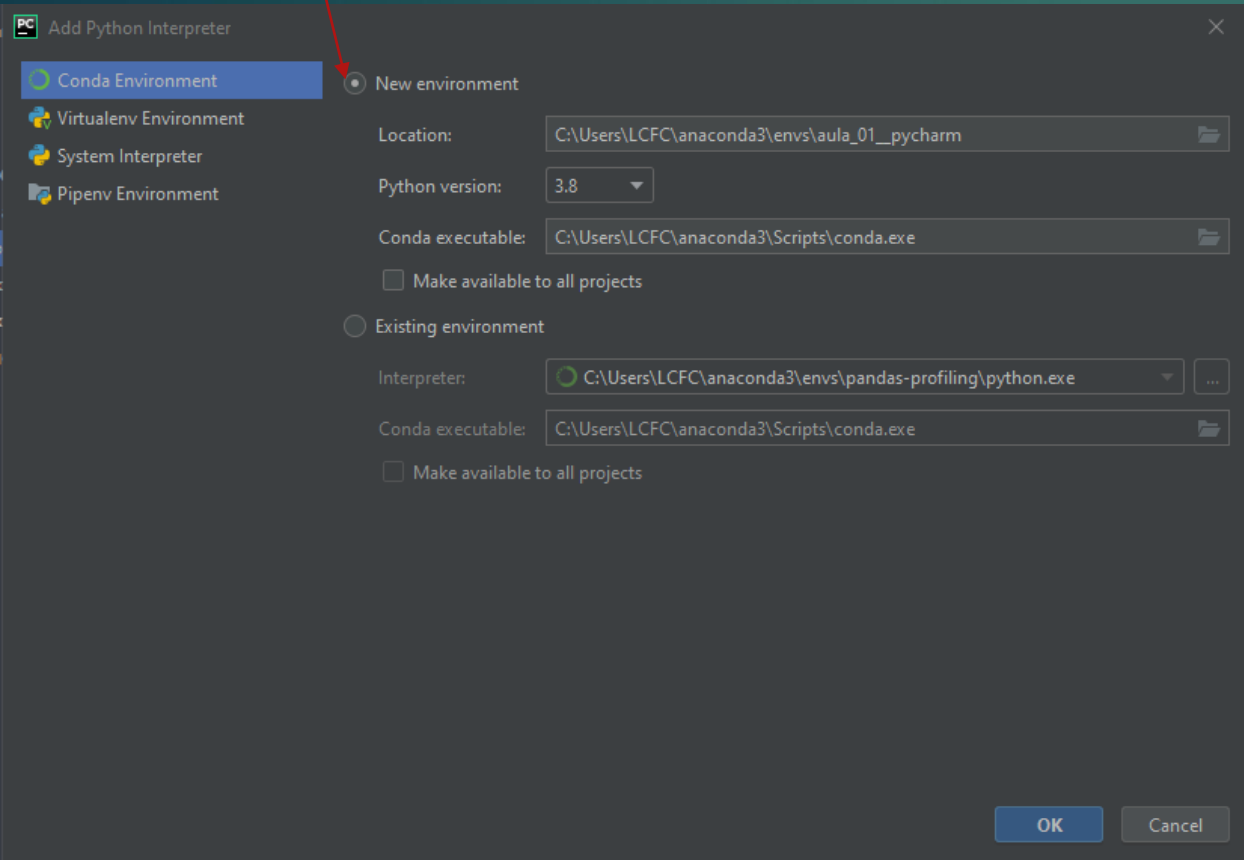 PC Add Python Interpreter
Conda Environment
Virtualenv Environment
System Interpreter
Pipenv Environment
New environment
Location: C:\Users\LCFC\anaconda3\envs\aula_01__pycharm
Python version: 3.8
Conda executable: C:\Users\LCFC\anaconda3\Scripts\conda.exe
Make available to all projects
Existing environment
Interpreter: C:\Users\LCFC\anaconda3\envs\pandas-profiling\python.exe ...
Conda executable: C:\Users\LCFC\anaconda3\Scripts\conda.exe
Make available to all projects
OK Cancel